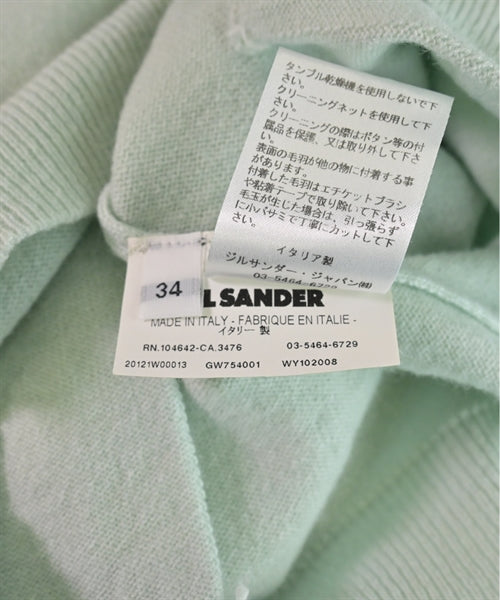 タンブル乾燥機を使用しないで下
さい。
クリーニングネットを使用して下
さい。
クリーニングの際はボタン等の付
属品を保護、又は取り外して下さ
い。
表面の毛羽が他の物に付着する事
があります。
付着した毛羽はエチケットブラシ
や粘着テープで取り除いて下さい。
毛玉が生じた場合は、引っ張らず
に小バサミで丁寧にカットして下
さい。
イタリア製
ジルサンダー・ジャパン㈱
03-5464-6729
34
L SANDER
MADE IN ITALY - FABRIQUE EN ITALIE -
イタリー 製
RN.104642-CA.3476 03-5464-6729
20121W00013 GW754001 WY102008